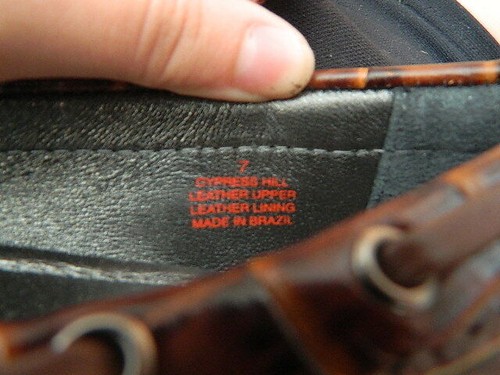 7
CYPRESS HILL
LEATHER UPPER
LEATHER LINING
MADE IN BRAZIL